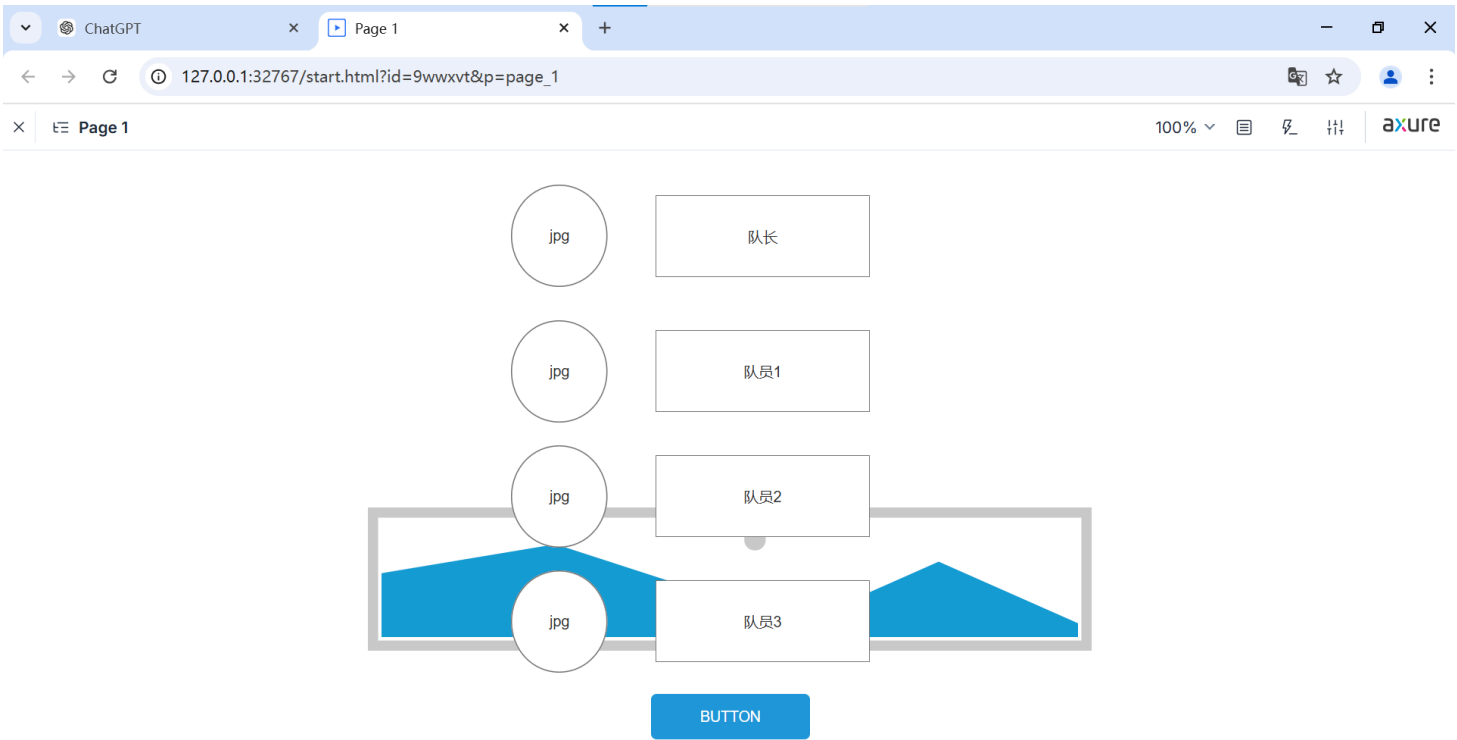 ChatGPT
Page 1
127.0.0.1:32767/start.html?id=9wwxvt&p=page_1
Page 1
100%
axure
jpg
队长
jpg
队员1
jpg
队员2
jpg
队员3
BUTTON